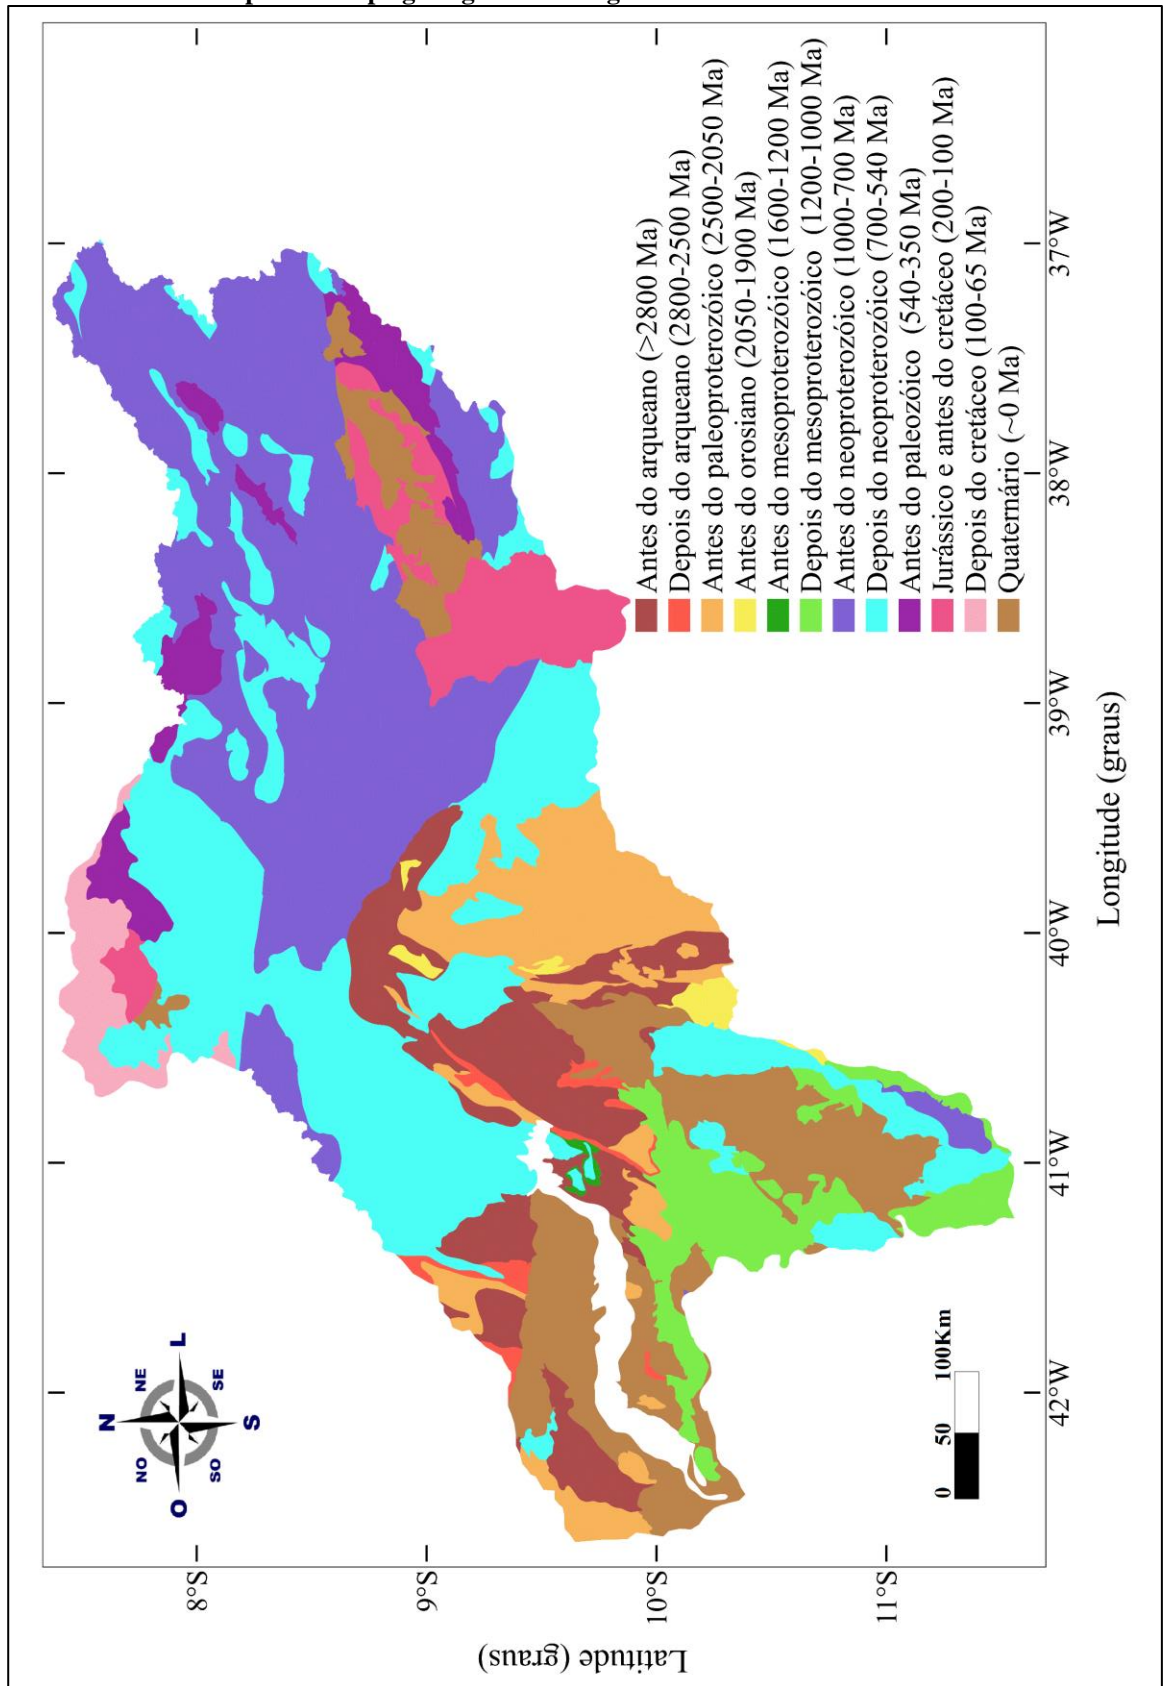 N
NE
L
SE
S
SO
O
NO
8°S
9°S
10°S
11°S
Latitude (graus)
42°W
41°W
40°W
39°W
38°W
37°W
Longitude (graus)
0 50 100Km
Antes do arqueano (>2800 Ma)
Depois do arqueano (2800-2500 Ma)
Antes do paleoproterozóico (2500-2050 Ma)
Antes do orosiano (2050-1900 Ma)
Antes do mesoproterozóico (1600-1200 Ma)
Depois do mesoproterozóico (1200-1000 Ma)
Antes do neoproterozóico (1000-700 Ma)
Depois do neoproterozóico (700-540 Ma)
Antes do paleozóico (540-350 Ma)
Jurássico e antes do cretáceo (200-100 Ma)
Depois do cretáceo (100-65 Ma)
Quaternário (~0 Ma)